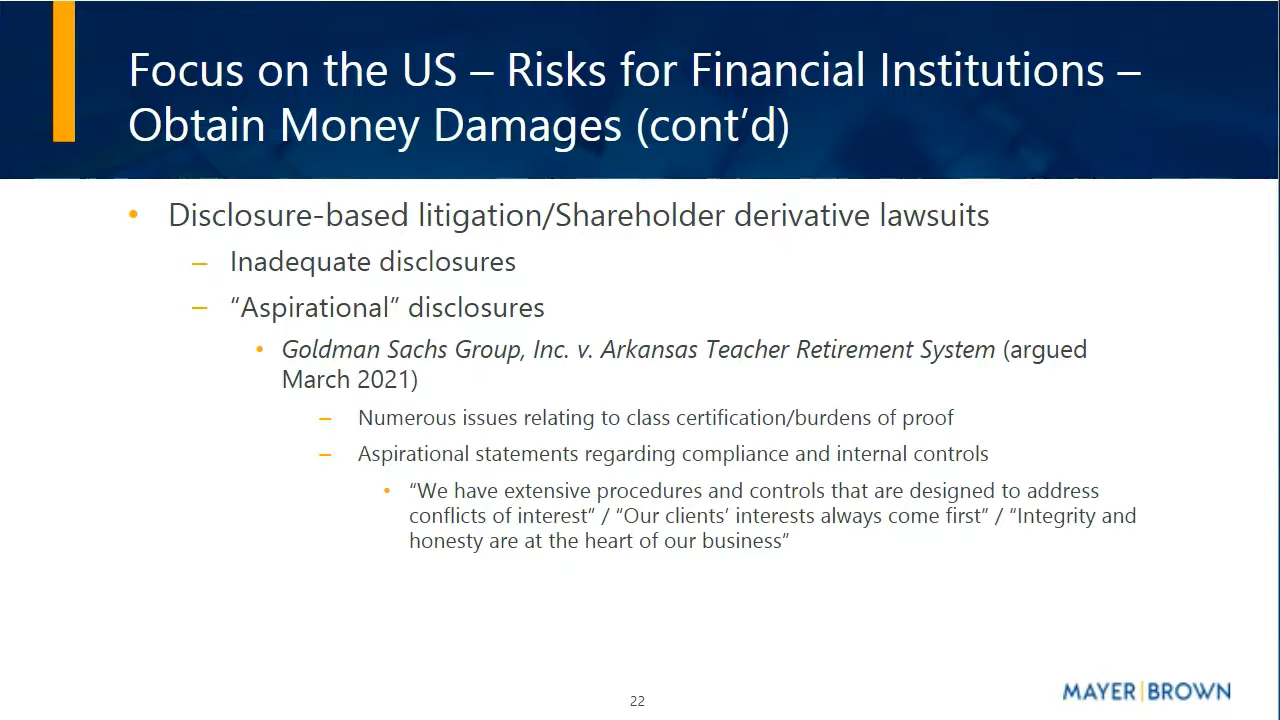 Focus on the US – Risks for Financial Institutions –
Obtain Money Damages (cont’d)
• Disclosure-based litigation/Shareholder derivative lawsuits
– Inadequate disclosures
– “Aspirational” disclosures
• Goldman Sachs Group, Inc. v. Arkansas Teacher Retirement System (argued
March 2021)
– Numerous issues relating to class certification/burdens of proof
– Aspirational statements regarding compliance and internal controls
• “We have extensive procedures and controls that are designed to address
conflicts of interest” / “Our clients’ interests always come first” / “Integrity and
honesty are at the heart of our business”
22
MAYER|BROWN